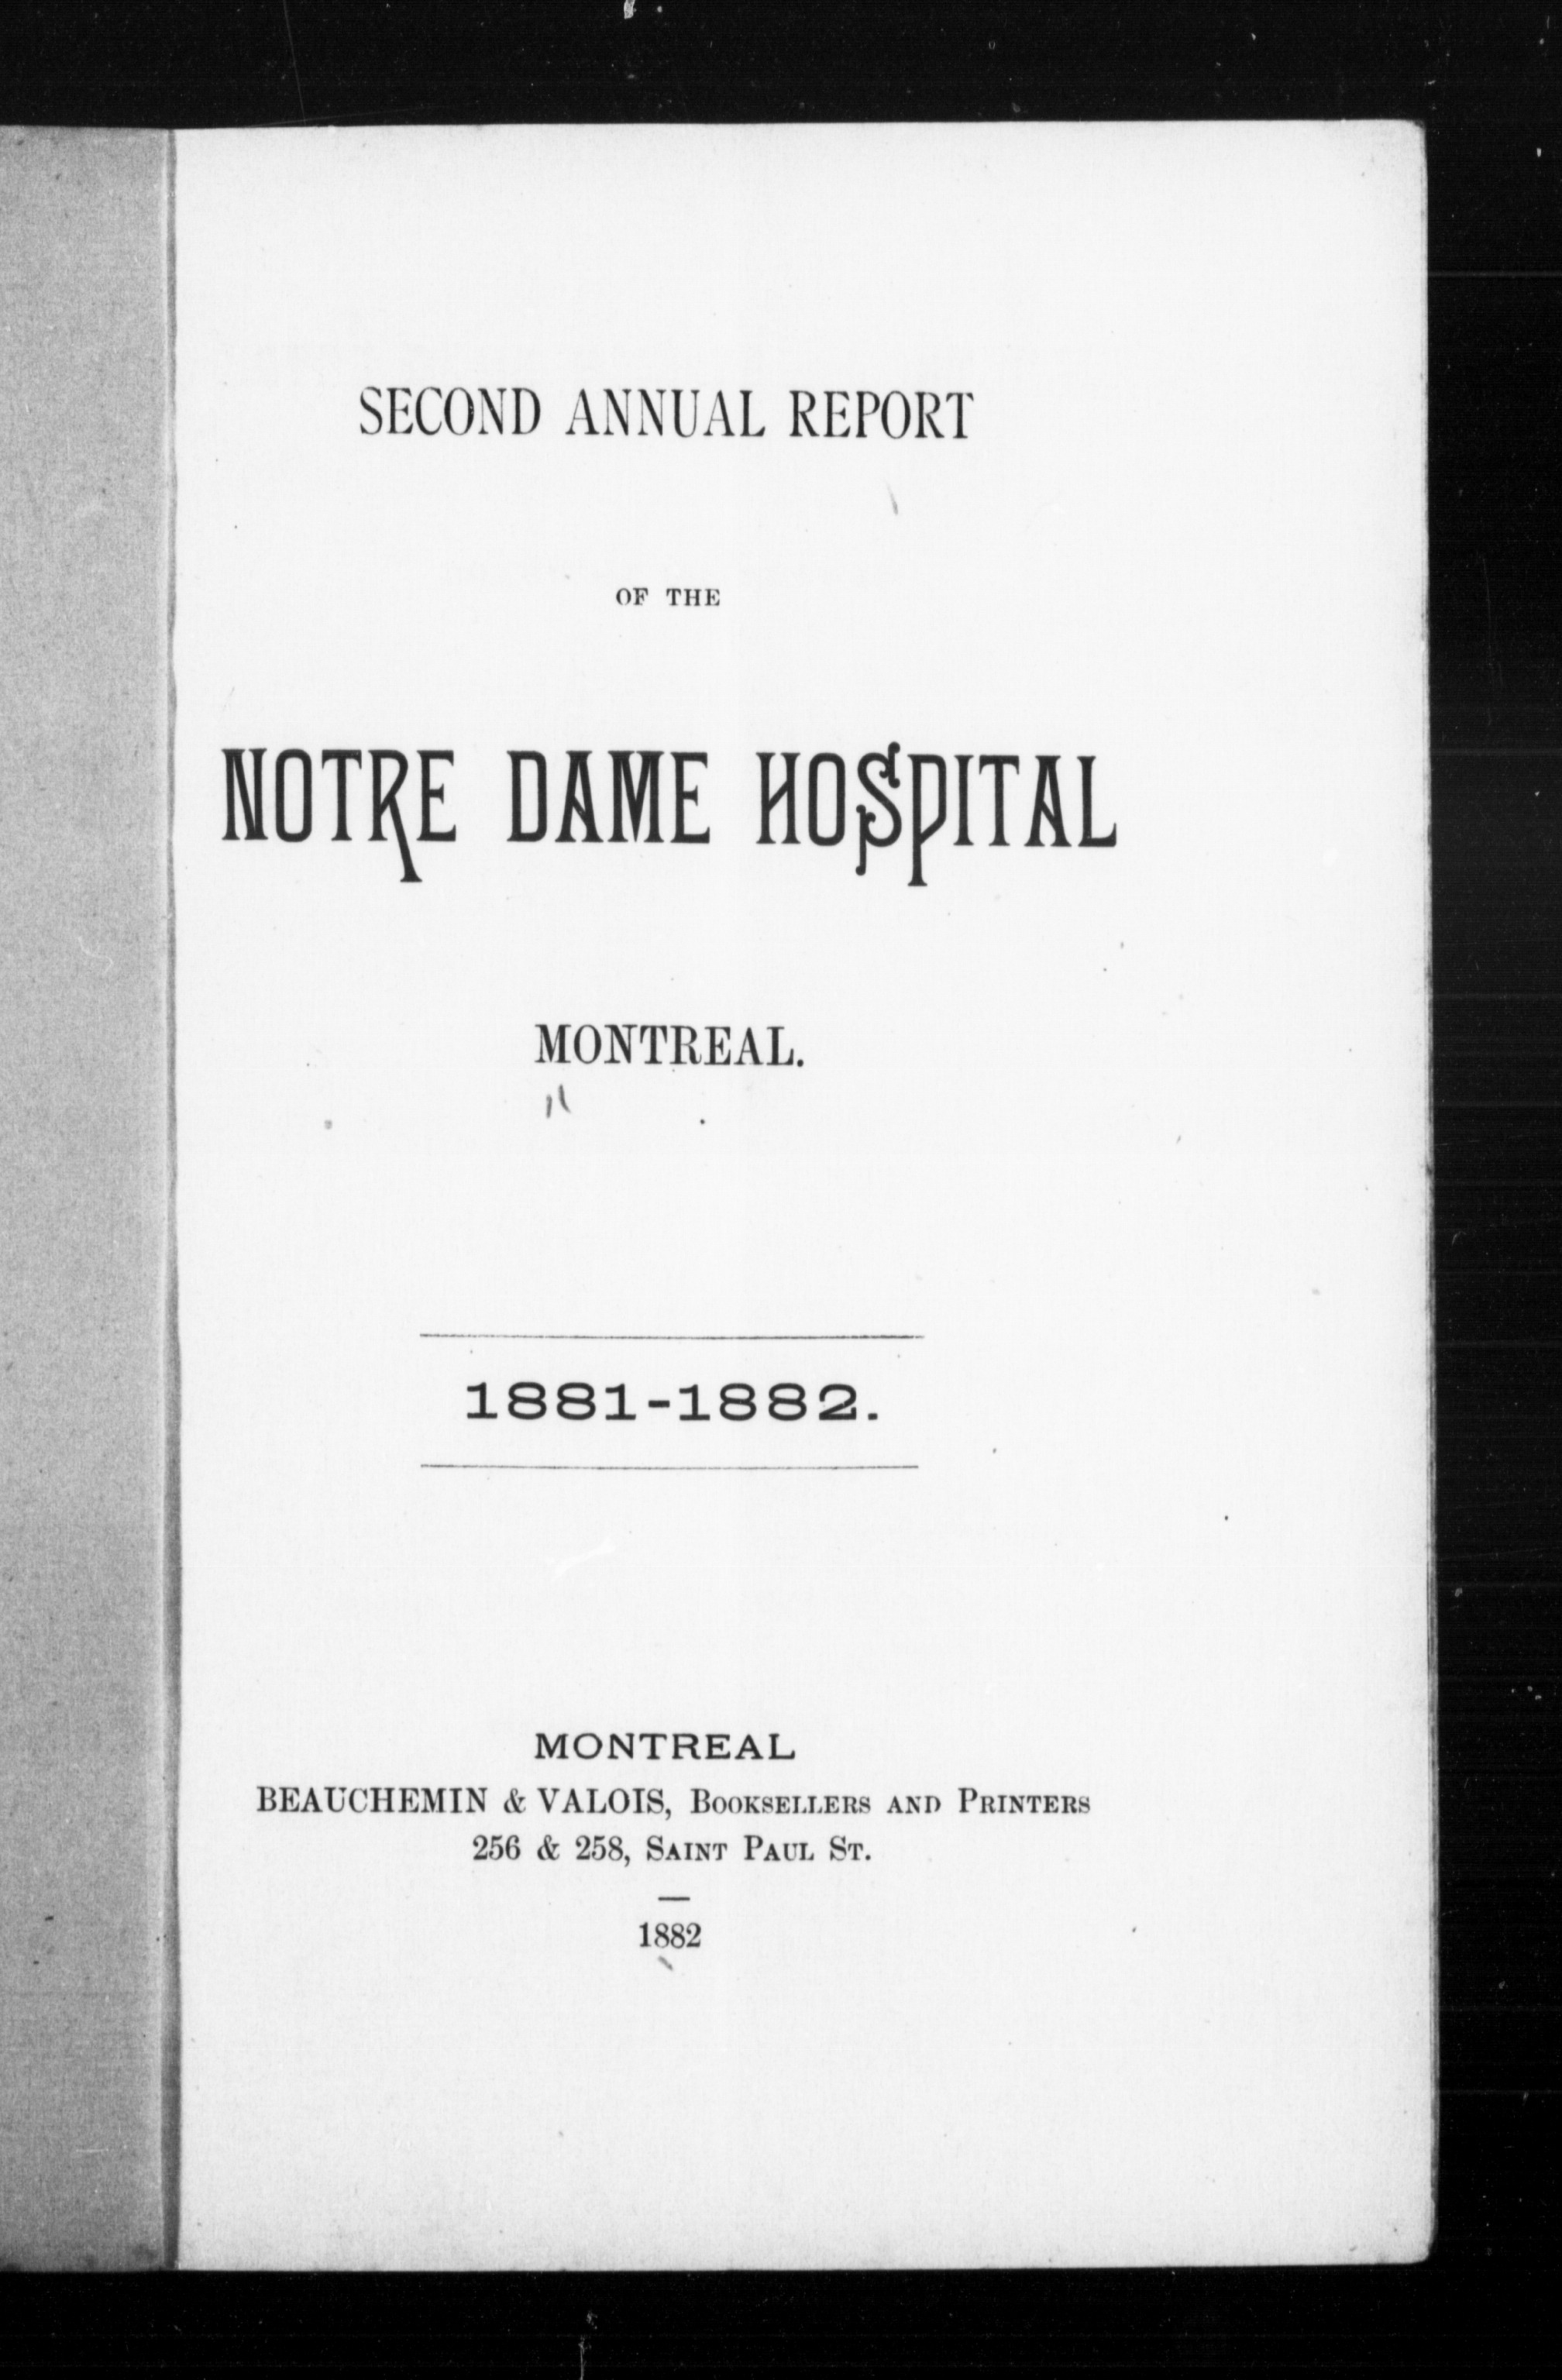 SECOND ANNUAL REPORT
OF THE
NOTRE DAME HOSPITAL
MONTREAL.
1881-1882.
MONTREAL
BEAUCHEMIN & VALOIS, BOOKSELLERS AND PRINTERS
256 & 258, SAINT PAUL ST.
—
1882